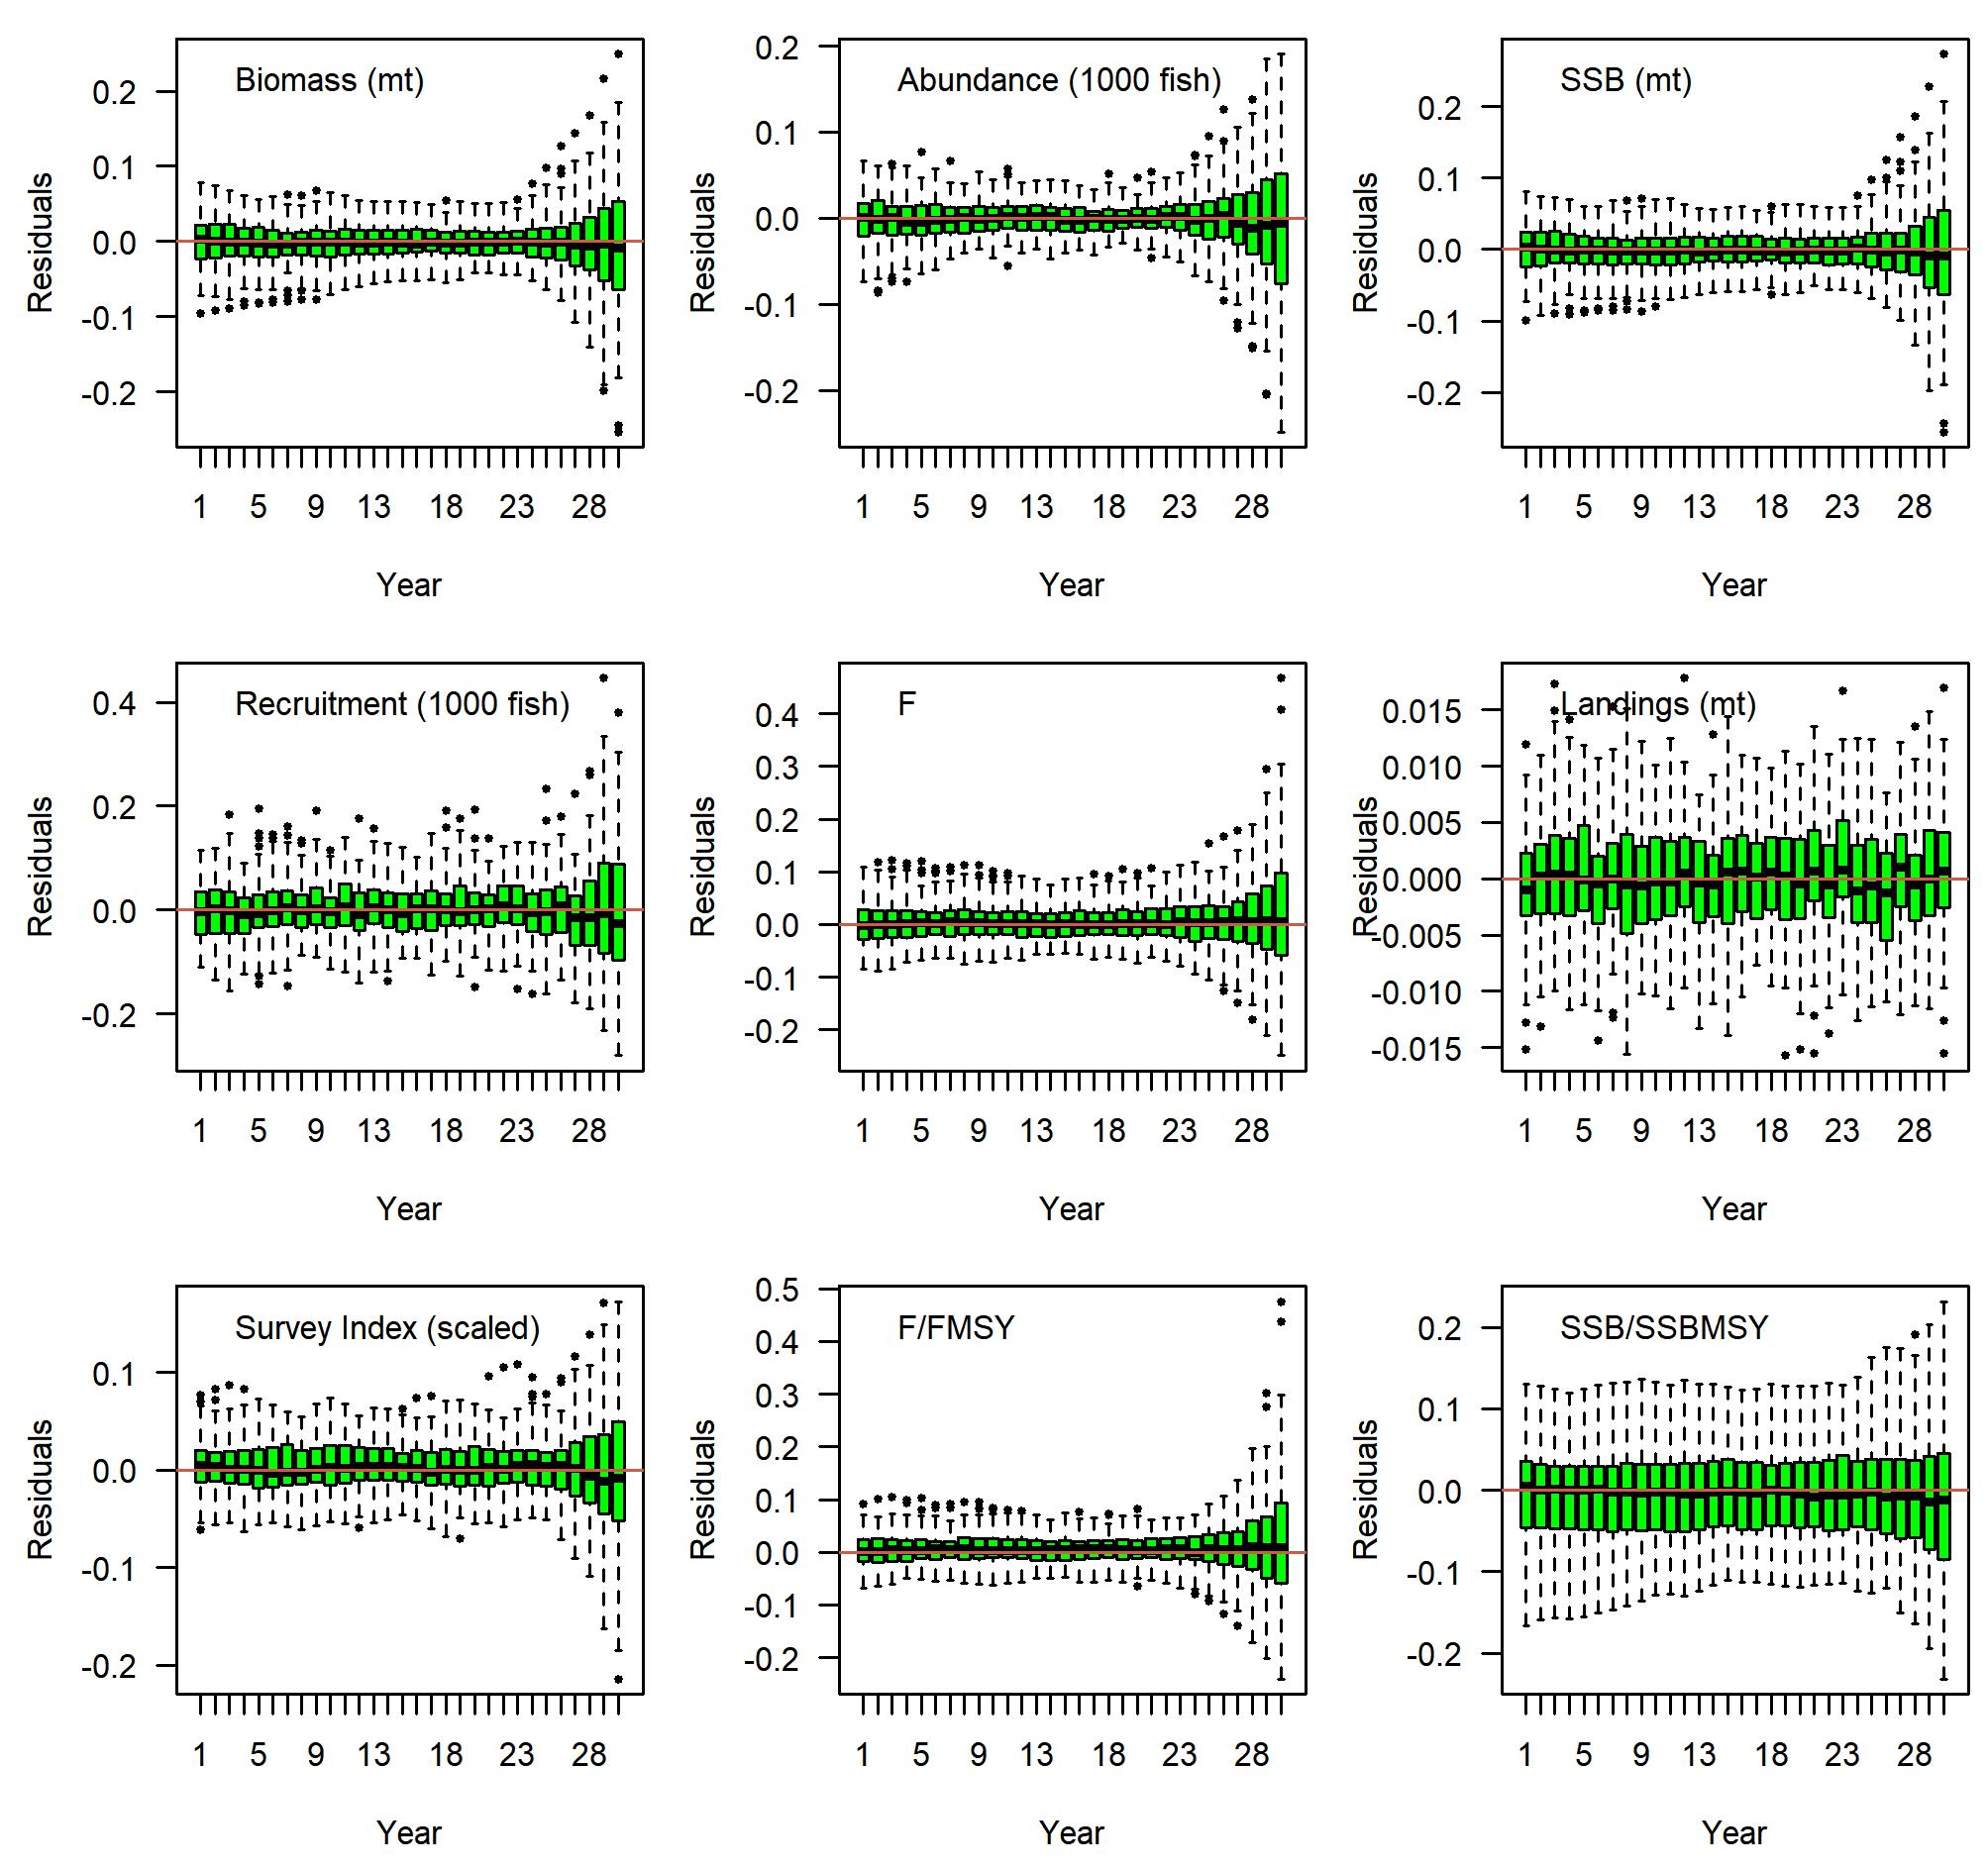 Biomass (mt)
Residuals
0.2
0.1
0.0
-0.1
-0.2
1 5 9 13 18 23 28
Year
Abundance (1000 fish)
Residuals
0.2
0.1
0.0
-0.1
-0.2
1 5 9 13 18 23 28
Year
SSB (mt)
Residuals
0.2
0.1
0.0
-0.1
-0.2
1 5 9 13 18 23 28
Year
Recruitment (1000 fish)
Residuals
0.4
0.2
0.0
-0.2
1 5 9 13 18 23 28
Year
F
Residuals
0.4
0.3
0.2
0.1
0.0
-0.1
-0.2
1 5 9 13 18 23 28
Year
Landings (mt)
Residuals
0.015
0.010
0.005
0.000
-0.005
-0.010
-0.015
1 5 9 13 18 23 28
Year
Survey Index (scaled)
Residuals
0.1
0.0
-0.1
-0.2
1 5 9 13 18 23 28
Year
F/FMSY
Residuals
0.5
0.4
0.3
0.2
0.1
0.0
-0.1
-0.2
1 5 9 13 18 23 28
Year
SSB/SSBMSY
Residuals
0.2
0.1
0.0
-0.1
-0.2
1 5 9 13 18 23 28
Year